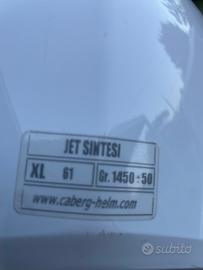 JET SINTESI
XL 61 Gr. 1450±50
www.caberg-helm.com
subito